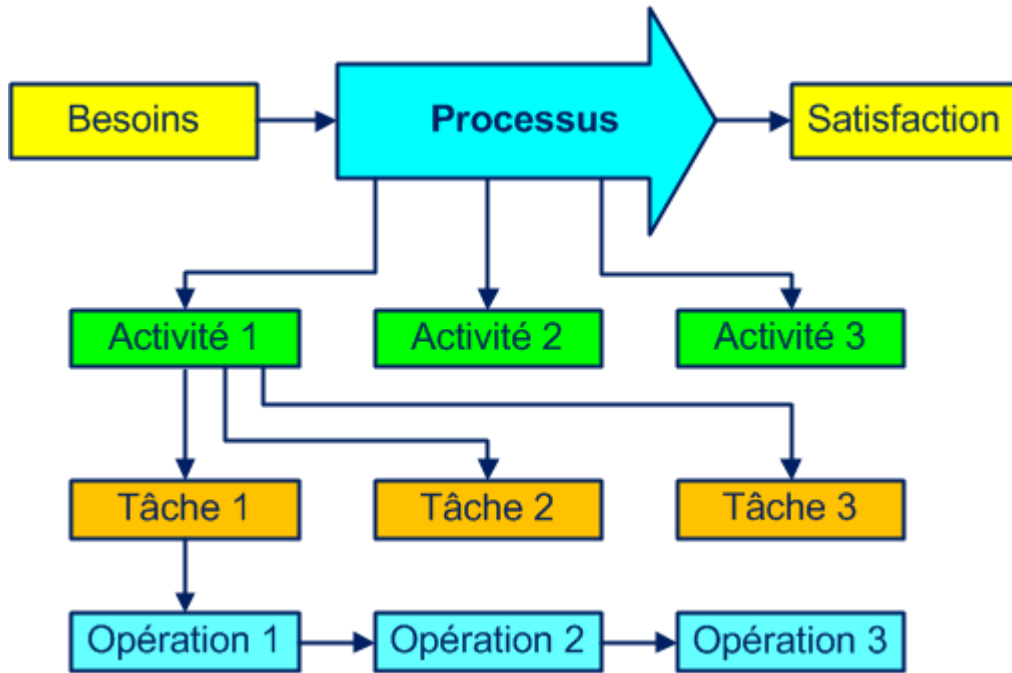 Besoins
Processus
Satisfaction
Activité 1
Activité 2
Activité 3
Tâche 1
Tâche 2
Tâche 3
Opération 1
Opération 2
Opération 3